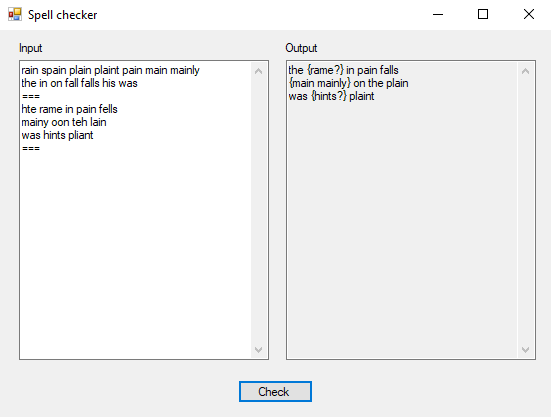 Spell checker
Input
rain spain plain plaint pain main mainly
the in on fall falls his was
===
hte rame in pain fells
mainy oon teh lain
was hints pliant
===
Output
the {rame?} in pain falls
{main mainly} on the plain
was {hints?} plaint
Check